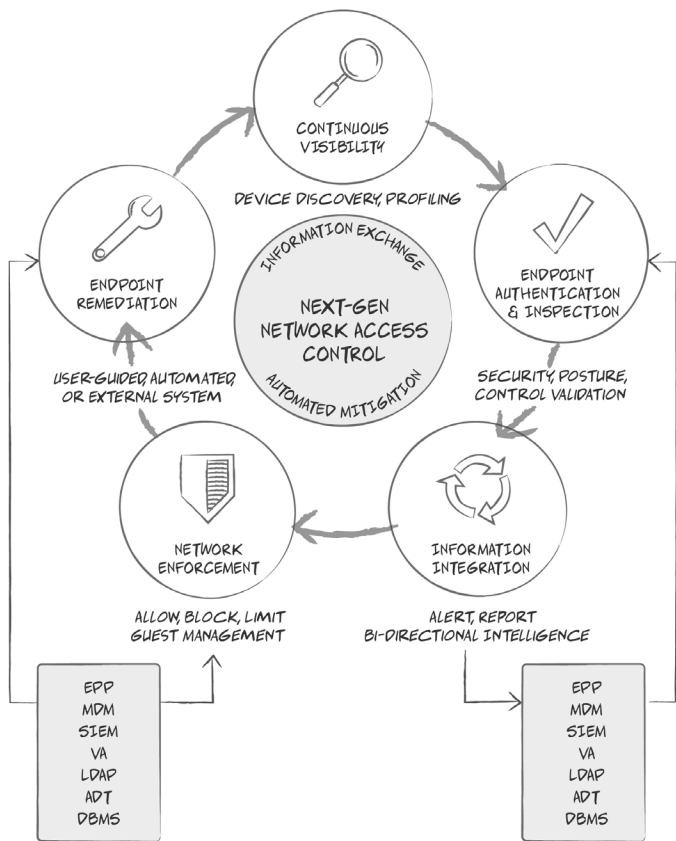 CONTINUOUS
VISIBILITY
DEVICE DISCOVERY, PROFILING
ENDPOINT
REMEDIATION
INFORMATION EXCHANGE
NEXT-GEN
NETWORK ACCESS
CONTROL
AUTOMATED MITIGATION
ENDPOINT
AUTHENTICATION
& INSPECTION
USER-GUIDED, AUTOMATED,
OR EXTERNAL SYSTEM
SECURITY, POSTURE,
CONTROL VALIDATION
NETWORK
ENFORCEMENT
INFORMATION
INTEGRATION
ALLOW, BLOCK, LIMIT
GUEST MANAGEMENT
ALERT, REPORT
BI-DIRECTIONAL INTELLIGENCE
EPP
MDM
SIEM
VA
LDAP
ADT
DBMS
EPP
MDM
SIEM
VA
LDAP
ADT
DBMS